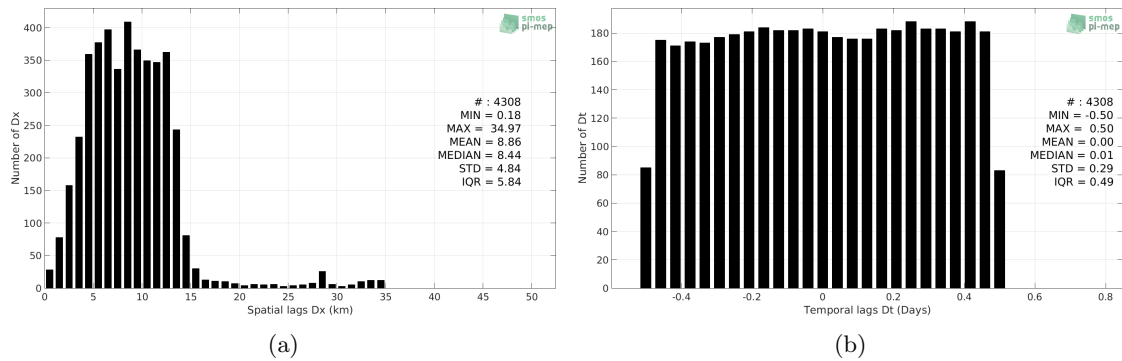 smos
pi-mep
400
350
300
250
200
150
100
50
0
Number of Dx
# : 4308
MIN = 0.18
MAX = 34.97
MEAN = 8.86
MEDIAN = 8.44
STD = 4.84
IQR = 5.84
0 5 10 15 20 25 30 35 40 45 50
Spatial lags Dx (km)
(a)
smos
pi-mep
180
160
140
120
100
80
60
40
20
0
Number of Dt
# : 4308
MIN = -0.50
MAX = 0.50
MEAN = 0.00
MEDIAN = 0.01
STD = 0.29
IQR = 0.49
-0.4 -0.2 0 0.2 0.4 0.6 0.8
Temporal lags Dt (Days)
(b)